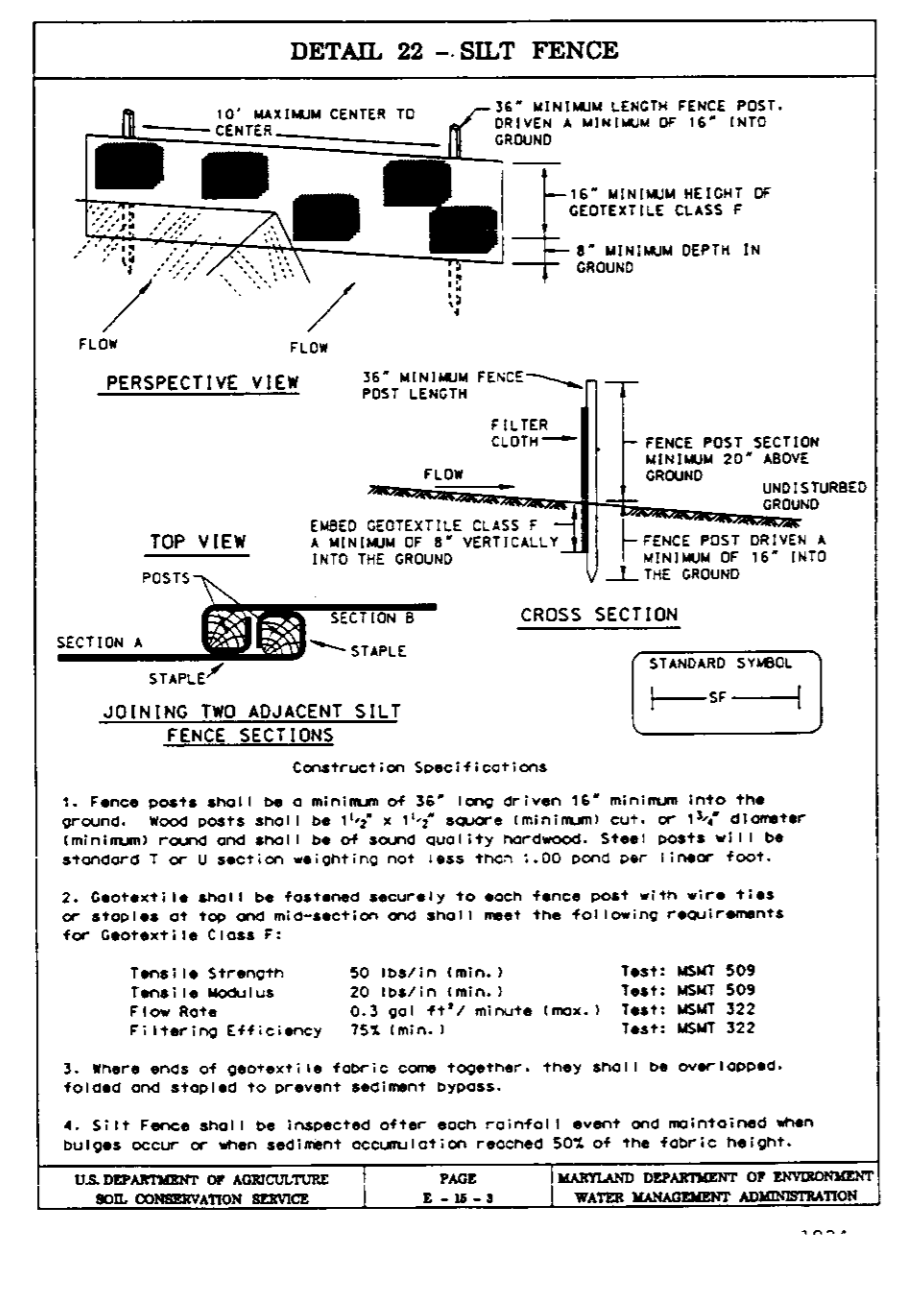 DETAIL 22 - SILT FENCE
10' MAXIMUM CENTER TO
CENTER
36" MINIMUM LENGTH FENCE POST,
DRIVEN A MINIMUM OF 16" INTO
GROUND
16" MINIMUM HEIGHT OF
GEOTEXTILE CLASS F
8" MINIMUM DEPTH IN
GROUND
FLOW
FLOW
PERSPECTIVE VIEW
36" MINIMUM FENCE
POST LENGTH
FILTER
CLOTH
FENCE POST SECTION
MINIMUM 20" ABOVE
GROUND
FLOW
UNDISTURBED
GROUND
EMBED GEOTEXTILE CLASS F
A MINIMUM OF 8" VERTICALLY
INTO THE GROUND
FENCE POST DRIVEN A
MINIMUM OF 16" INTO
THE GROUND
CROSS SECTION
TOP VIEW
POSTS
SECTION B
SECTION A
STAPLE
STAPLE
JOINING TWO ADJACENT SILT
FENCE SECTIONS
STANDARD SYMBOL
SF
Construction Specifications
1. Fence posts shall be a minimum of 36" long driven 16" minimum into the
ground. Wood posts shall be 1 1/2" x 1 1/2" square (minimum) cut, or 1 3/4" diameter
(minimum) round and shall be of sound quality hardwood. Steel posts will be
standard T or U section weighting not less than 1.00 pond per linear foot.
2. Geotextile shall be fastened securely to each fence post with wire ties
or staples at top and mid-section and shall meet the following requirements
for Geotextile Class F:
Tensile Strength 50 lbs/in (min.) Test: MSMT 509
Tensile Modulus 20 lbs/in (min.) Test: MSMT 509
Flow Rate 0.3 gal ft²/ minute (max.) Test: MSMT 322
Filtering Efficiency 75% (min.) Test: MSMT 322
3. Where ends of geotextile fabric come together, they shall be overlapped,
folded and stapled to prevent sediment bypass.
4. Silt Fence shall be inspected after each rainfall event and maintained when
bulges occur or when sediment accumulation reached 50% of the fabric height.
U.S. DEPARTMENT OF AGRICULTURE
SOIL CONSERVATION SERVICE
PAGE
E - 15 - 3
MARYLAND DEPARTMENT OF ENVIRONMENT
WATER MANAGEMENT ADMINISTRATION